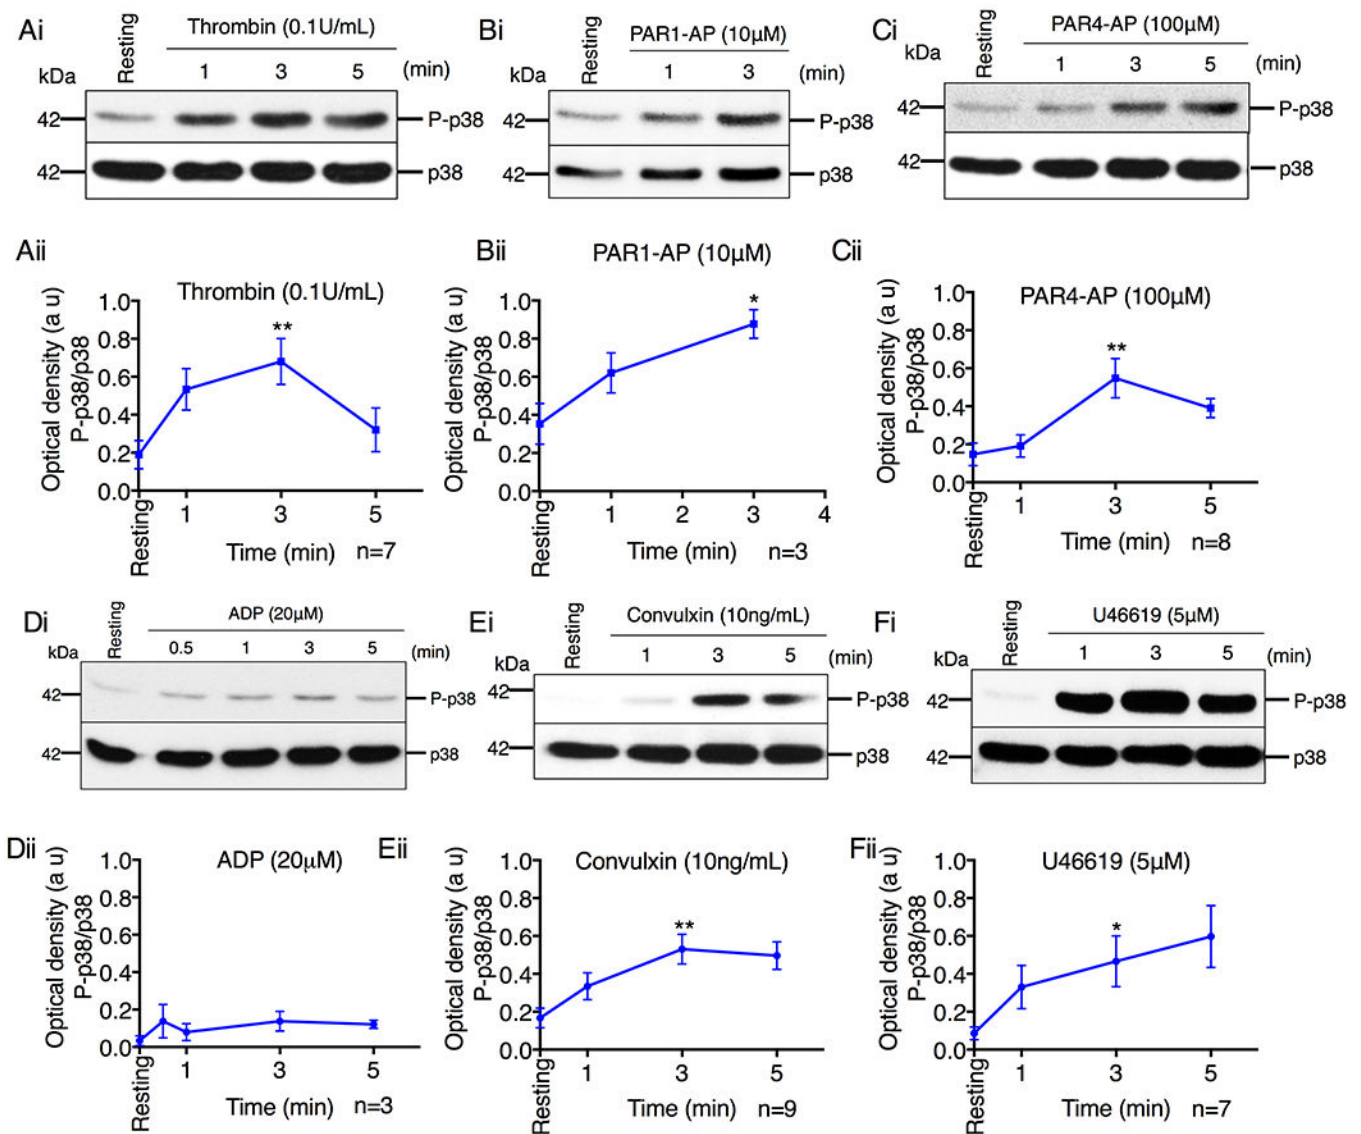 Ai
Thrombin (0.1U/mL)
Resting
kDa
1 3 5 (min)
42 P-p38
42 p38
Bi
PAR1-AP (10µM)
Resting
kDa
1 3 (min)
42 P-p38
42 p38
Ci
PAR4-AP (100µM)
Resting
kDa
1 3 5 (min)
42 P-p38
42 p38
Aii
Thrombin (0.1U/mL)
Optical density (a u)
P-p38/p38
1.0
0.8
0.6
0.4
0.2
0.0
**
Resting 1 3 5
Time (min) n=7
Bii
PAR1-AP (10µM)
Optical density (a u)
P-p38/p38
1.0
0.8
0.6
0.4
0.2
0.0
*
Resting 1 2 3 4
Time (min) n=3
Cii
PAR4-AP (100µM)
Optical density (a u)
P-p38/p38
1.0
0.8
0.6
0.4
0.2
0.0
**
Resting 1 3 5
Time (min) n=8
Di
ADP (20µM)
Resting
kDa
0.5 1 3 5 (min)
42 P-p38
42 p38
Ei
Convulxin (10ng/mL)
Resting
kDa
1 3 5 (min)
42 P-p38
42 p38
Fi
U46619 (5µM)
Resting
kDa
1 3 5 (min)
42 P-p38
42 p38
Dii
ADP (20µM)
Optical density (a u)
P-p38/p38
1.0
0.8
0.6
0.4
0.2
0.0
Resting 1 3 5
Time (min) n=3
Eii
Convulxin (10ng/mL)
Optical density (a u)
P-p38/p38
1.0
0.8
0.6
0.4
0.2
0.0
**
Resting 1 3 5
Time (min) n=9
Fii
U46619 (5µM)
Optical density (a u)
P-p38/p38
1.0
0.8
0.6
0.4
0.2
0.0
*
Resting 1 3 5
Time (min) n=7